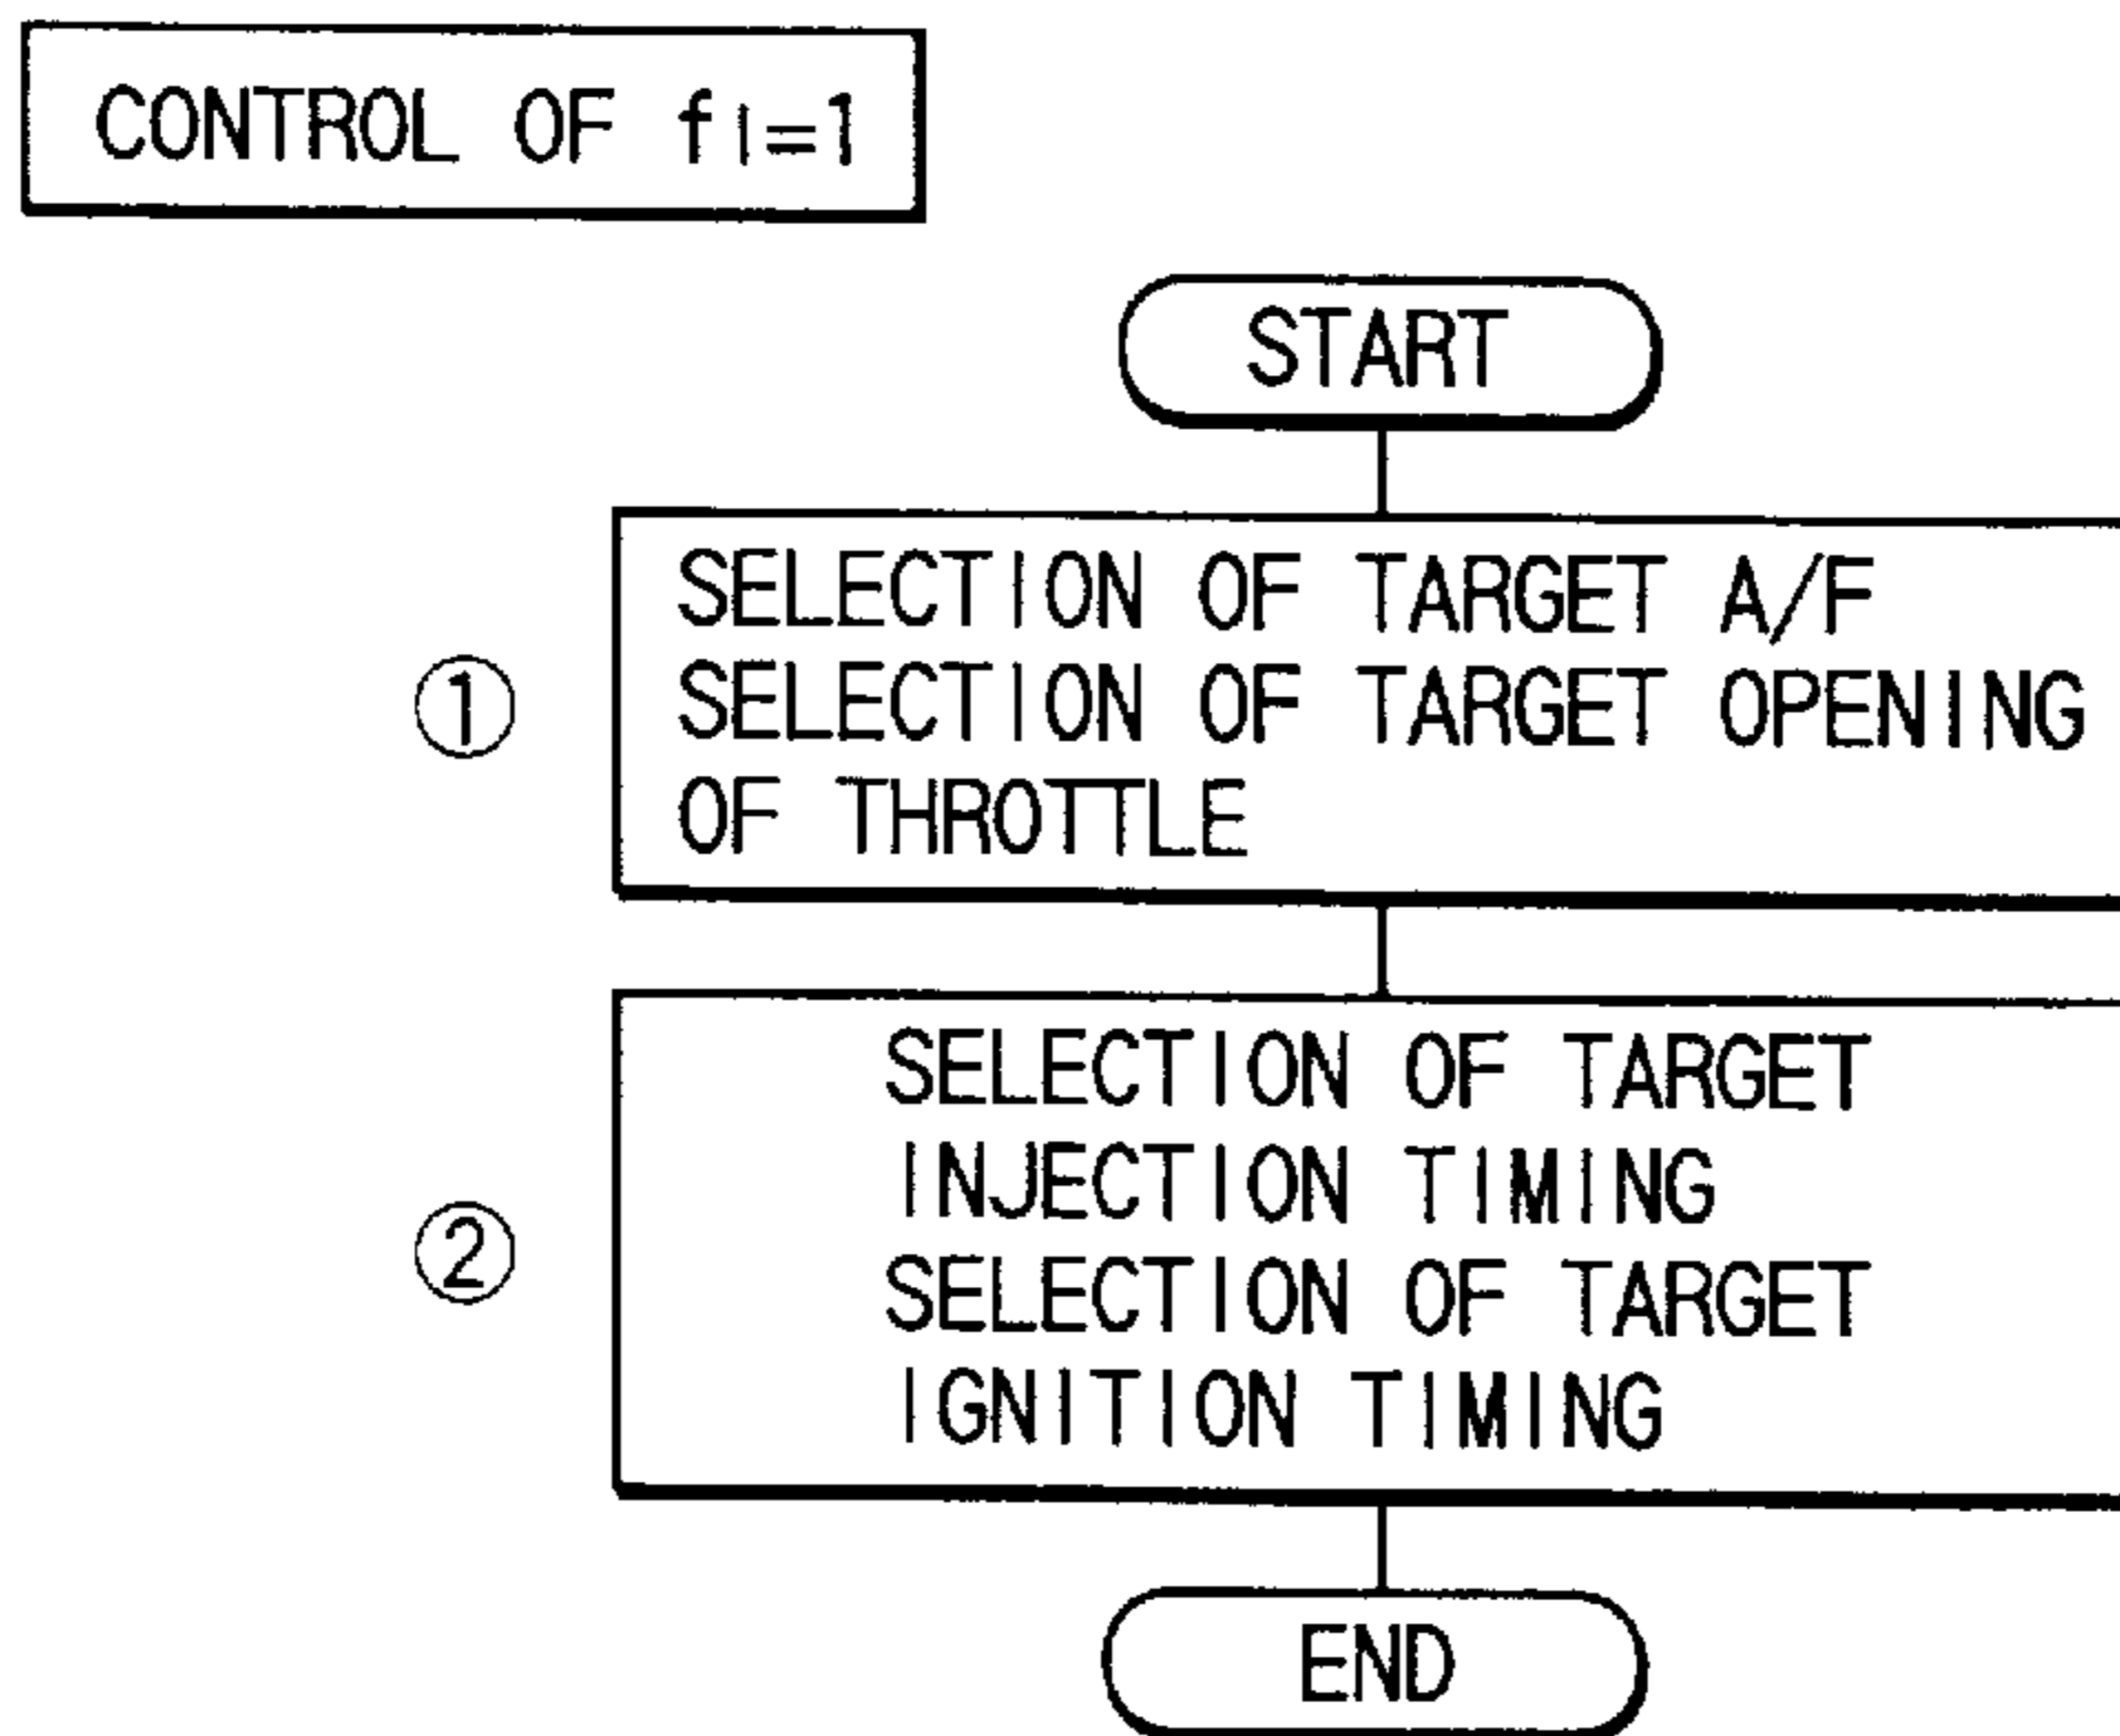 CONTROL OF f1=1
START
①
SELECTION OF TARGET A/F
SELECTION OF TARGET OPENING
OF THROTTLE
②
SELECTION OF TARGET
INJECTION TIMING
SELECTION OF TARGET
IGNITION TIMING
END